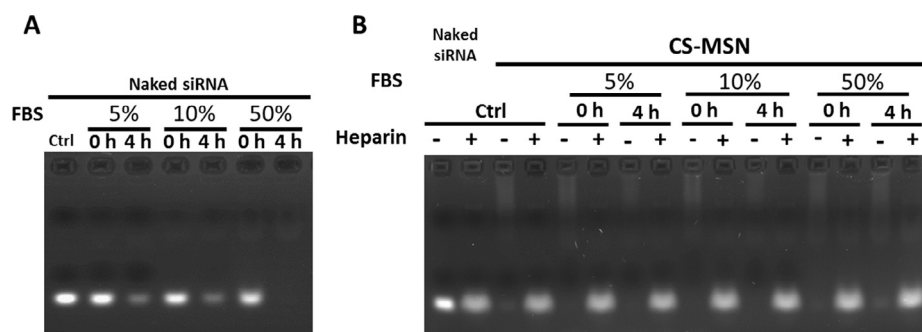 A
Naked siRNA
FBS 5% 10% 50%
Ctrl 0 h 4 h 0 h 4 h 0 h 4 h
B
Naked
siRNA
CS-MSN
FBS 5% 10% 50%
Ctrl 0 h 4 h 0 h 4 h 0 h 4 h
Heparin - + - + - + - + - + - + - + - +